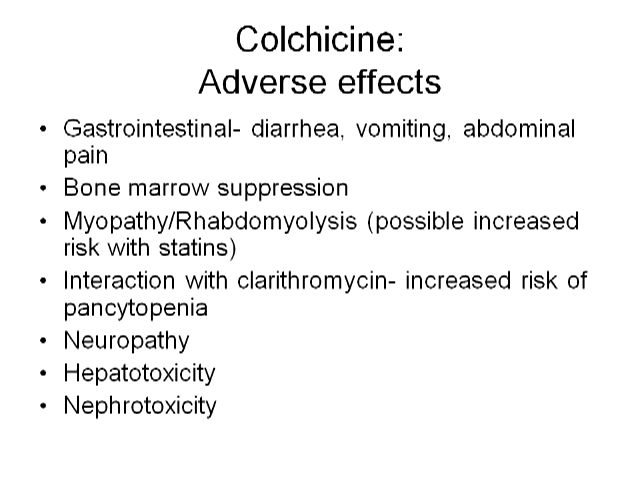 Colchicine:
Adverse effects
• Gastrointestinal- diarrhea, vomiting, abdominal
pain
• Bone marrow suppression
• Myopathy/Rhabdomyolysis (possible increased
risk with statins)
• Interaction with clarithromycin- increased risk of
pancytopenia
• Neuropathy
• Hepatotoxicity
• Nephrotoxicity